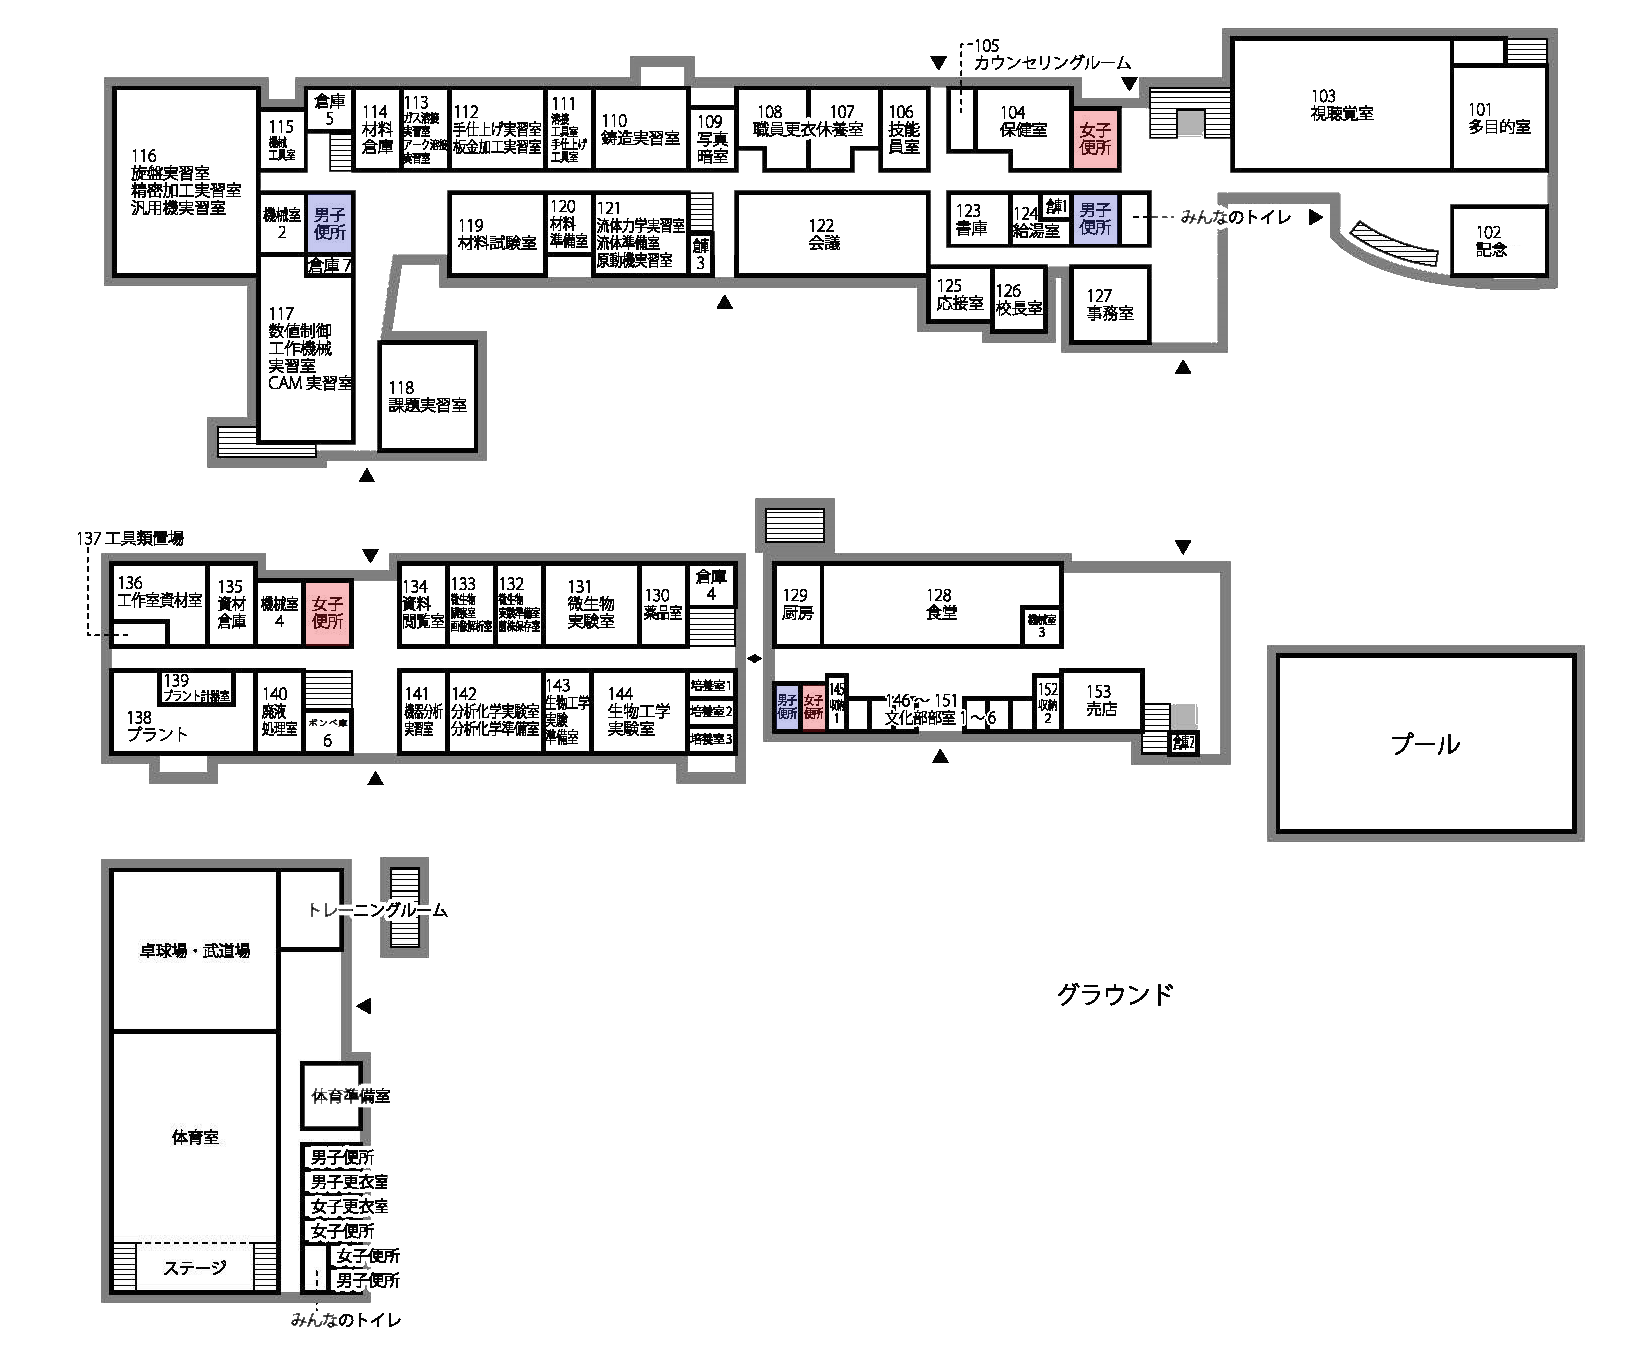 105
カウンセリングルーム
103
視聴覚室
101
多目的室
倉庫
5
115
機械
工具室
114
材料
倉庫
113
ガス溶接
実習室
アーク溶接
実習室
112
手仕上げ実習室
板金加工実習室
111
溶接
工具室
手仕上げ
工具室
110
鋳造実習室
109
写真
暗室
108
107
職員更衣休養室
106
技能
員室
104
保健室
女子
便所
116
旋盤実習室
精密加工実習室
汎用機実習室
機械室
2
男子
便所
倉庫 7
119
材料試験室
120
材料
準備室
121
流体力学実習室
流体準備室
原動機実習室
倉庫
3
122
会議
123
書庫
124
給湯室
倉庫1
男子
便所
みんなのトイレ
102
記念
125
応接室
126
校長室
127
事務室
117
数値制御
工作機械
実習室
CAM 実習室
118
課題実習室
137 工具類置場
136
工作室資材室
135
資材
倉庫
機械室
4
女子
便所
134
資料
閲覧室
133
微生物
画像解析室
132
微生物
131
微生物
実験室
130
薬品室
倉庫
4
129
厨房
128
食堂
機械室
3
139
プラント計器室
138
プラント
140
廃液
処理室
ボンベ庫
6
141
機器分析
実習室
142
分析化学実験室
分析化学準備室
143
生物工学
実験
準備室
144
生物工学
実験室
培養室 1
培養室 2
培養室 3
男子
便所
女子
便所
145
収納
1
146～ 151
文化部部室 1 ～ 6
152
収納
2
153
売店
倉庫2
プール
トレーニングルーム
卓球場・武道場
グラウンド
体育準備室
体育室
男子便所
男子更衣室
女子更衣室
女子便所
女子便所
男子便所
ステージ
みんなのトイレ